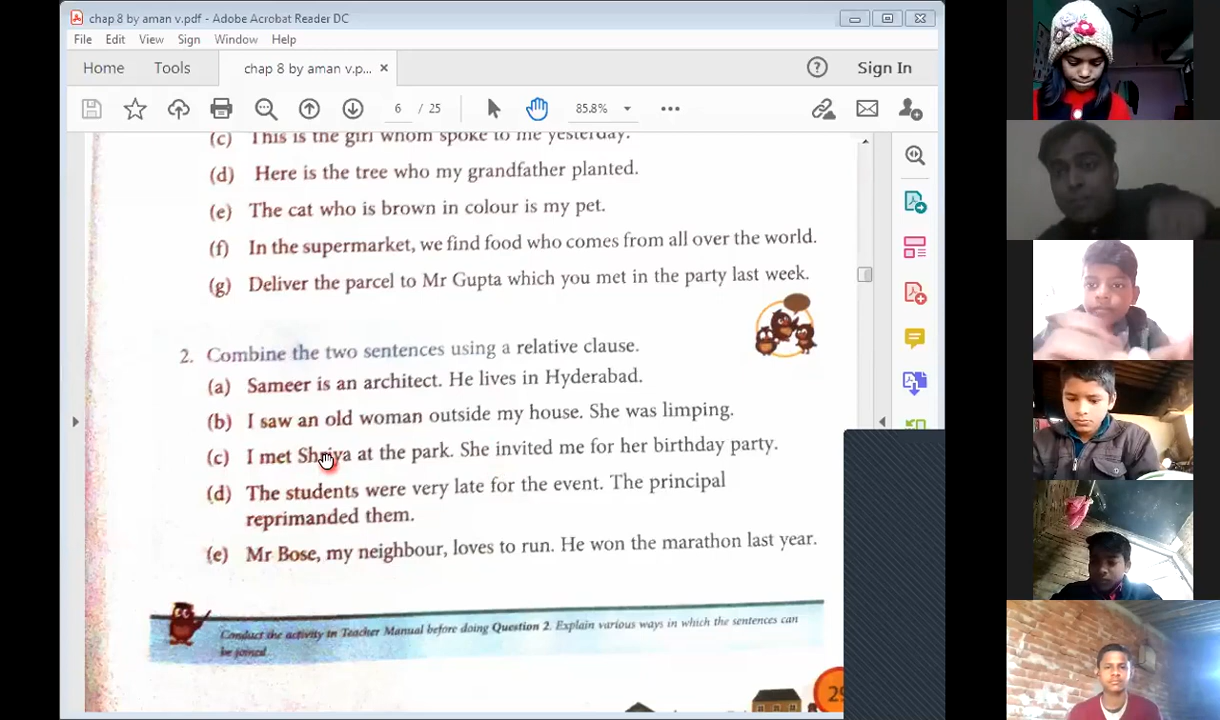 chap 8 by aman v.pdf - Adobe Acrobat Reader DC
File Edit View Sign Window Help
Home Tools chap 8 by aman v.p... × Sign In
6 / 25 85.8%
(c) This is the girl whom spoke to me yesterday.
(d) Here is the tree who my grandfather planted.
(e) The cat who is brown in colour is my pet.
(f) In the supermarket, we find food who comes from all over the world.
(g) Deliver the parcel to Mr Gupta which you met in the party last week.
2. Combine the two sentences using a relative clause.
(a) Sameer is an architect. He lives in Hyderabad.
(b) I saw an old woman outside my house. She was limping.
(c) I met Shriya at the park. She invited me for her birthday party.
(d) The students were very late for the event. The principal
reprimanded them.
(e) Mr Bose, my neighbour, loves to run. He won the marathon last year.
Conduct the activity in Teacher Manual before doing Question 2. Explain various ways in which the sentences can
be joined